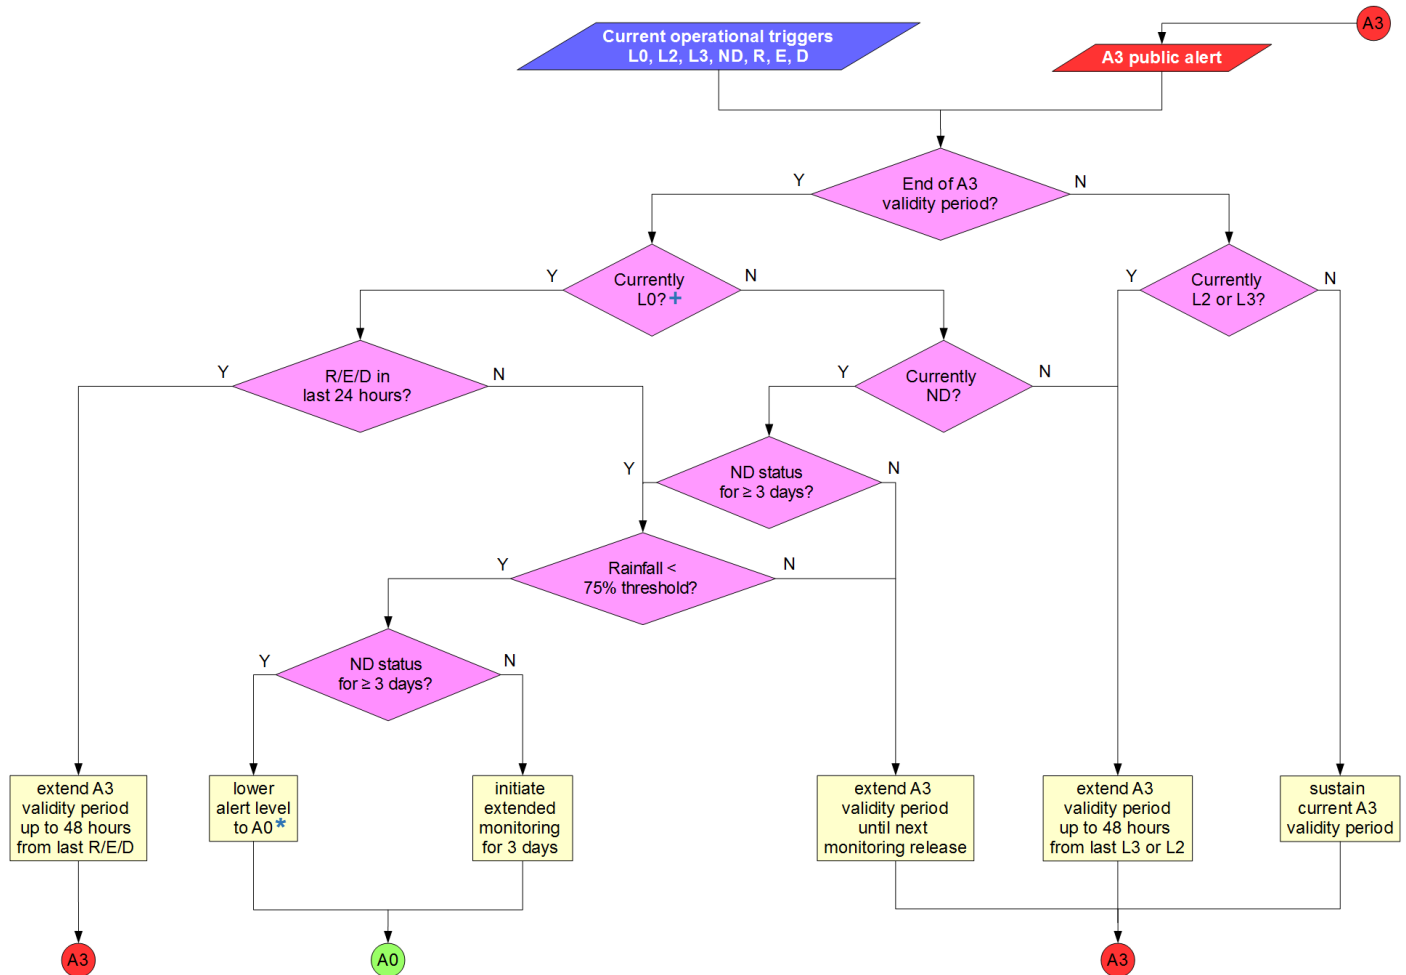 Current operational triggers
L0, L2, L3, ND, R, E, D
A3
A3 public alert
Y
End of A3
validity period?
N
Y
Currently
L0?+
N
Y
Currently
L2 or L3?
N
Y
R/E/D in
last 24 hours?
N
Y
Currently
ND?
N
Y
ND status
for ≥ 3 days?
N
Y
Rainfall <
75% threshold?
N
Y
ND status
for ≥ 3 days?
N
extend A3
validity period
up to 48 hours
from last R/E/D
lower
alert level
to A0*
initiate
extended
monitoring
for 3 days
extend A3
validity period
until next
monitoring release
extend A3
validity period
up to 48 hours
from last L3 or L2
sustain
current A3
validity period
A3
A0
A3